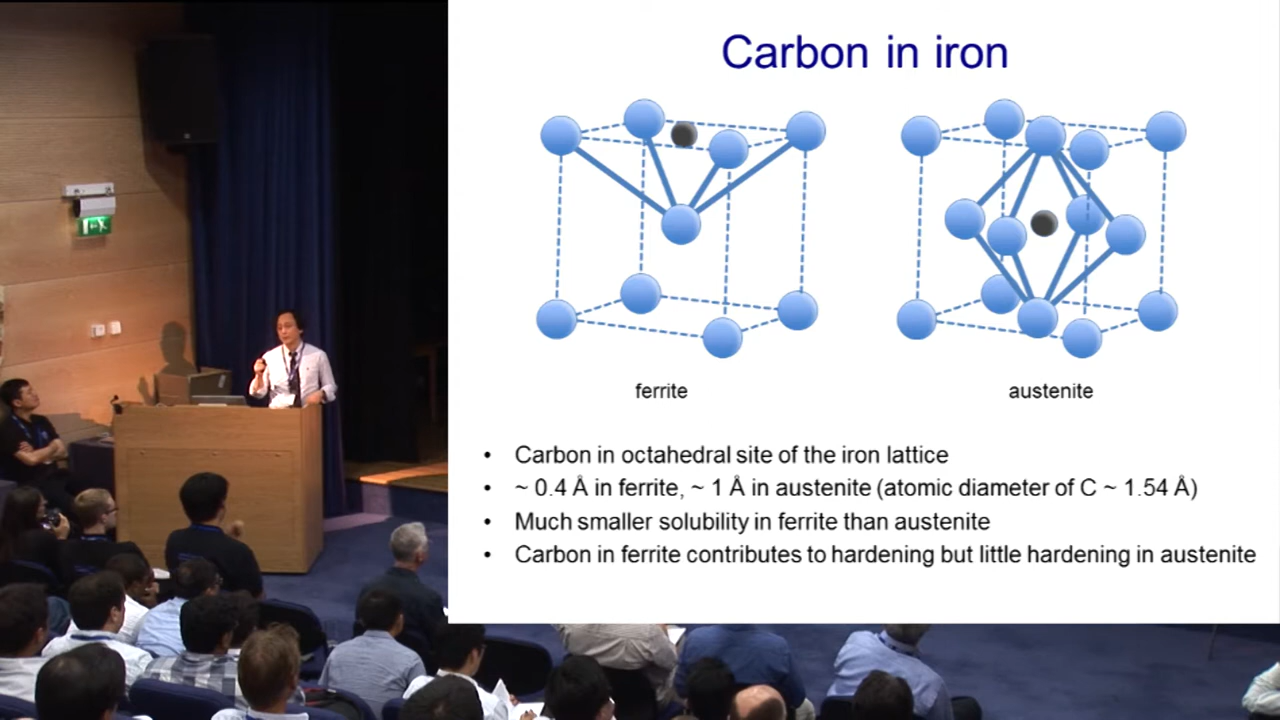 Carbon in iron
ferrite
austenite
• Carbon in octahedral site of the iron lattice
• ~ 0.4 Å in ferrite, ~ 1 Å in austenite (atomic diameter of C ~ 1.54 Å)
• Much smaller solubility in ferrite than austenite
• Carbon in ferrite contributes to hardening but little hardening in austenite